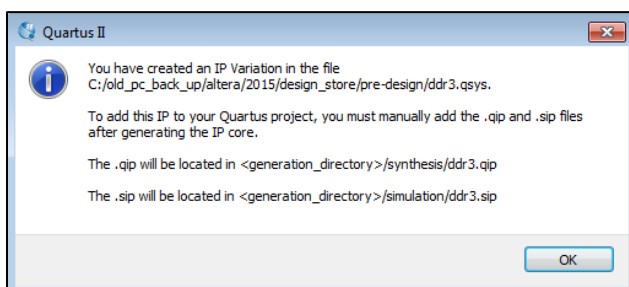 Quartus II
You have created an IP Variation in the file
C:/old_pc_back_up/altera/2015/design_store/pre-design/ddr3.qsys.
To add this IP to your Quartus project, you must manually add the .qip and .sip files
after generating the IP core.
The .qip will be located in <generation_directory>/synthesis/ddr3.qip
The .sip will be located in <generation_directory>/simulation/ddr3.sip
OK